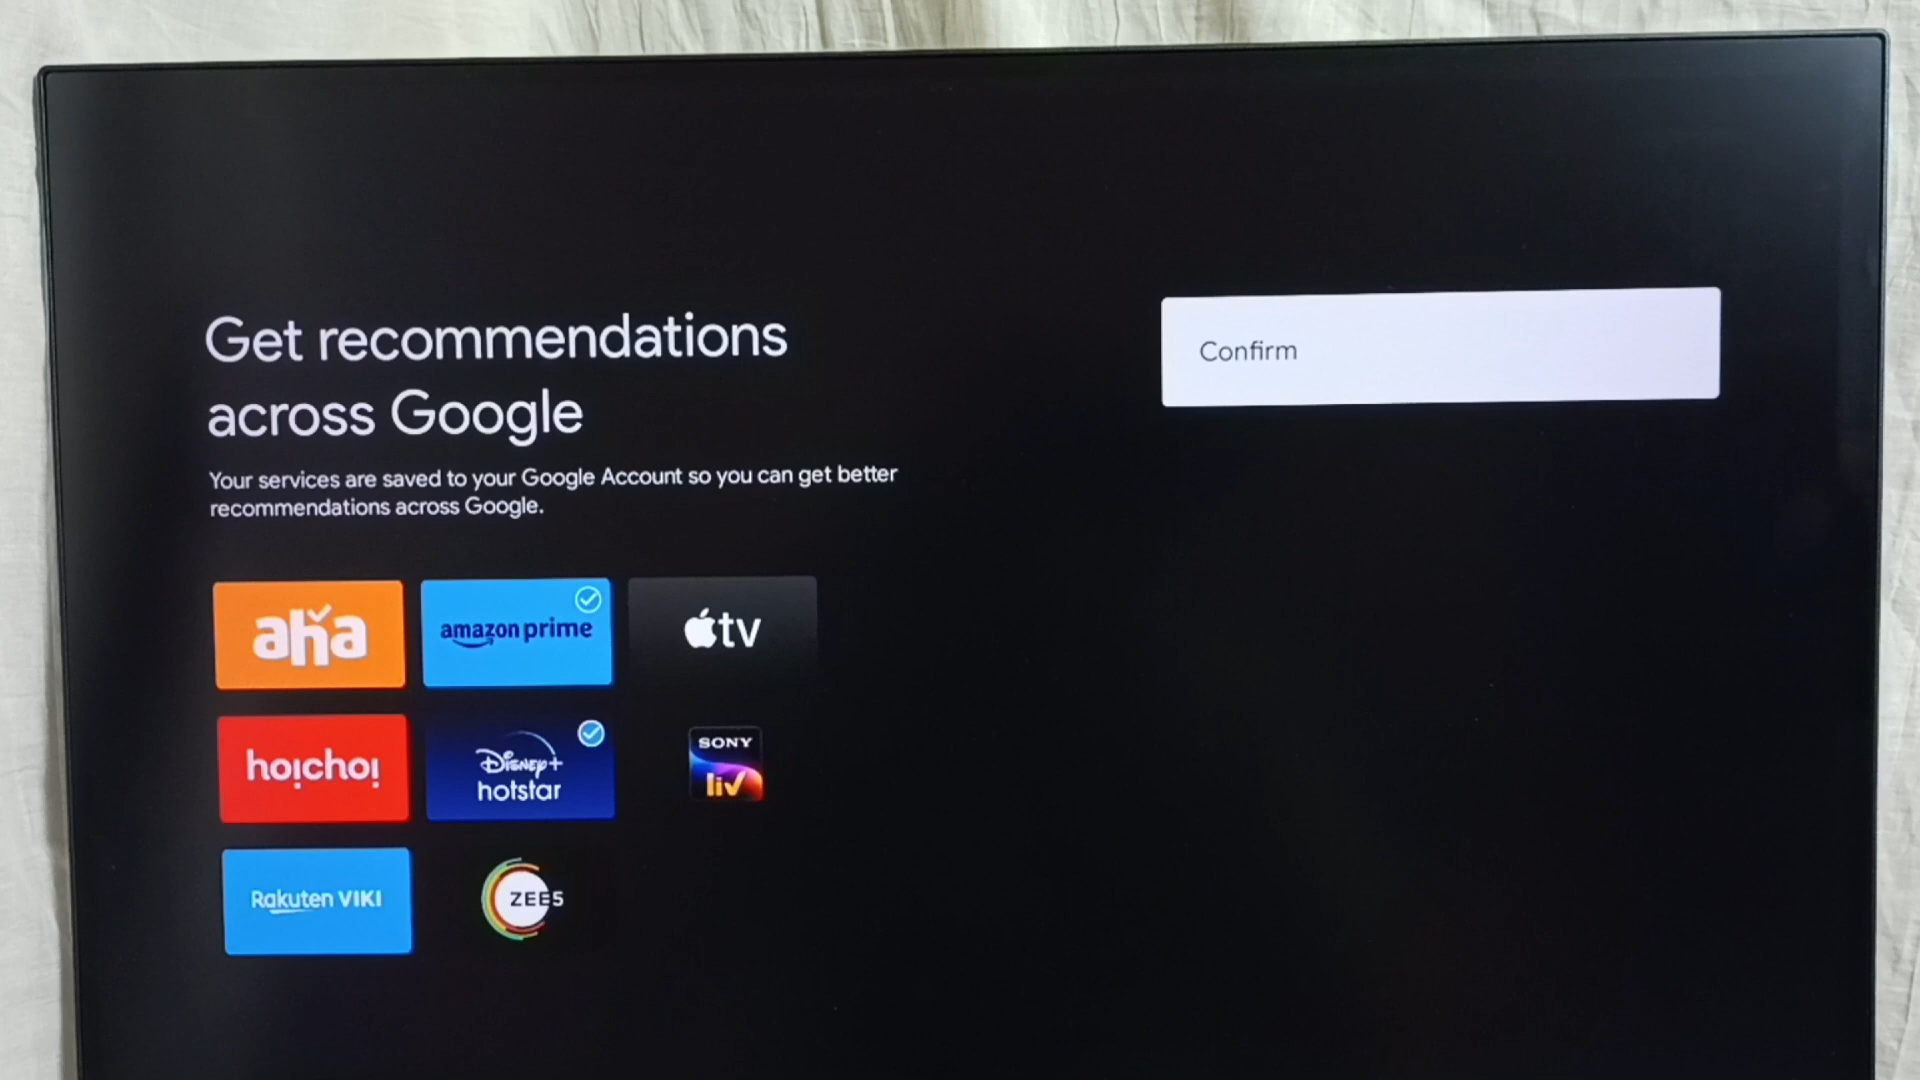 Get recommendations
across Google
Your services are saved to your Google Account so you can get better
recommendations across Google.
Confirm
aha
amazon prime
tv
hoichoi
Disney+
hotstar
SONY
liv
Rakuten VIKI
ZEE5